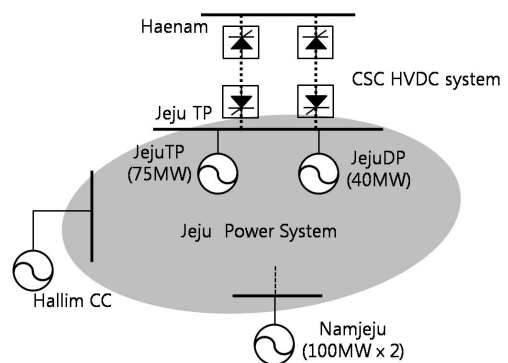 Haenam
CSC HVDC system
Jeju TP
JejuTP
(75MW)
JejuDP
(40MW)
Jeju Power System
Hallim CC
Namjeju
(100MW x 2)